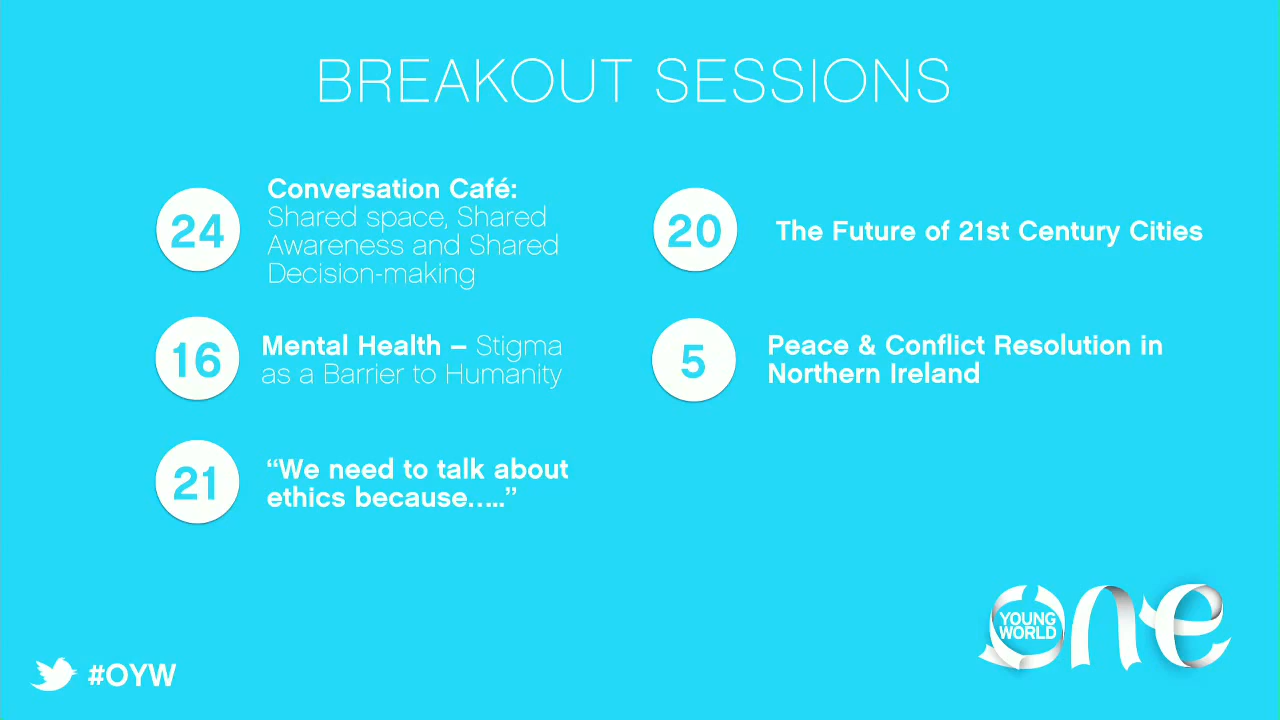 BREAKOUT SESSIONS
24
Conversation Café:
Shared space, Shared
Awareness and Shared
Decision-making
16
Mental Health – Stigma
as a Barrier to Humanity
21
“We need to talk about
ethics because.....”
20
The Future of 21st Century Cities
5
Peace & Conflict Resolution in
Northern Ireland
#OYW
YOUNG
WORLD
one